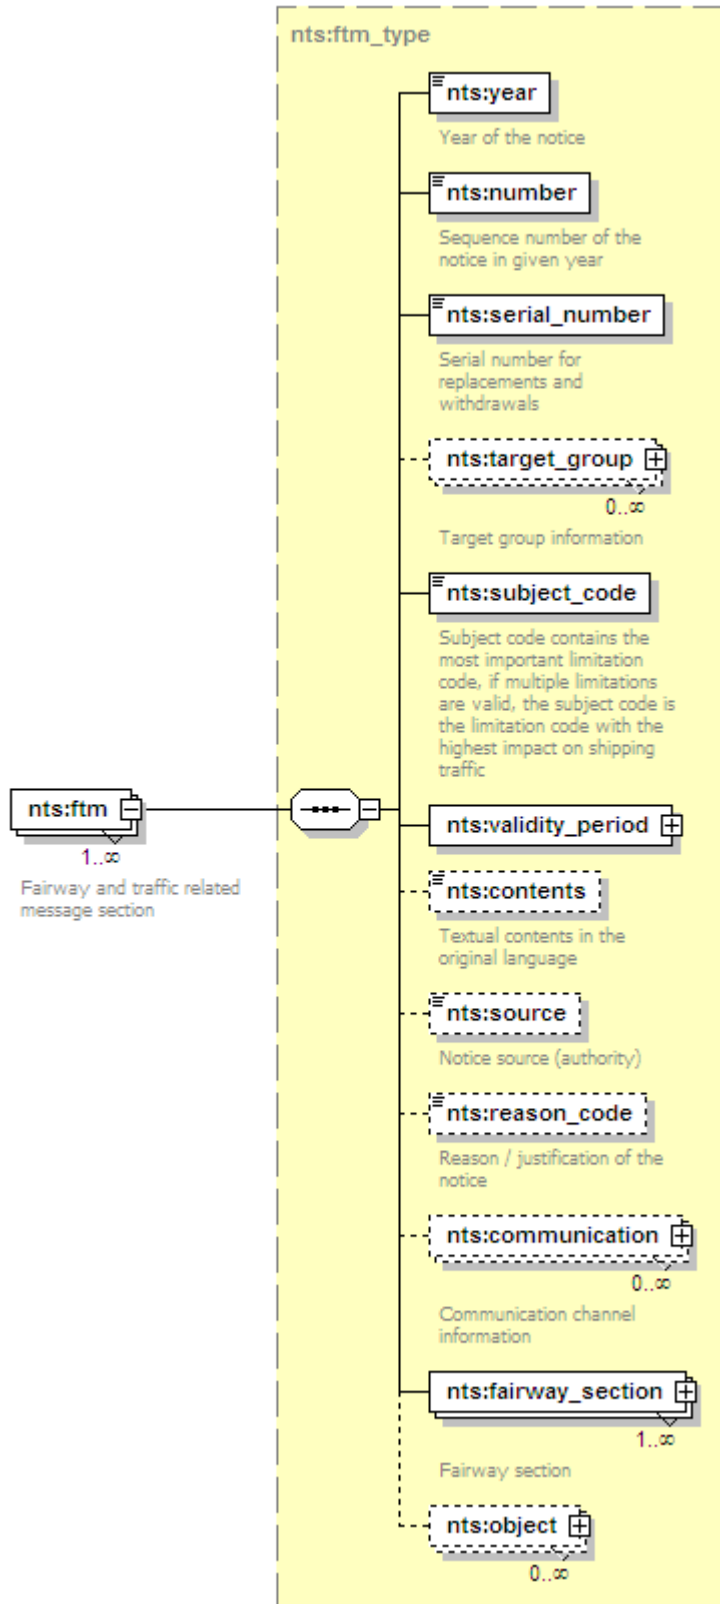 nts:ftm_type
nts:year
Year of the notice
nts:number
Sequence number of the
notice in given year
nts:serial_number
Serial number for
replacements and
withdrawals
nts:target_group
0..∞
Target group information
nts:subject_code
Subject code contains the
most important limitation
code, if multiple limitations
are valid, the subject code is
the limitation code with the
highest impact on shipping
traffic
nts:ftm
1..∞
Fairway and traffic related
message section
nts:validity_period
nts:contents
Textual contents in the
original language
nts:source
Notice source (authority)
nts:reason_code
Reason / justification of the
notice
nts:communication
0..∞
Communication channel
information
nts:fairway_section
1..∞
Fairway section
nts:object
0..∞